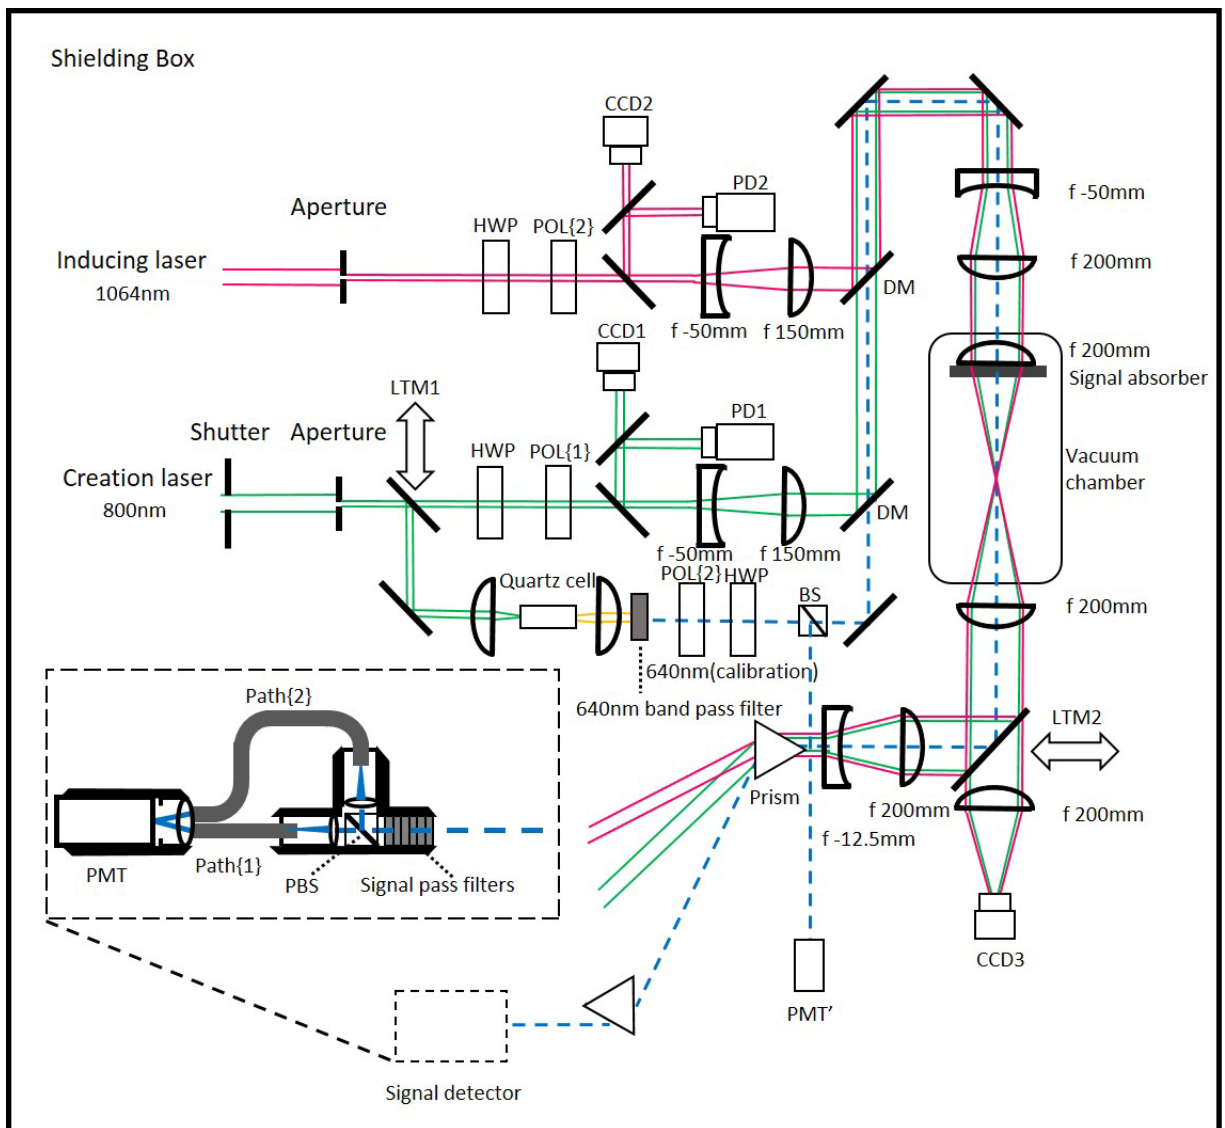 Shielding Box
CCD2
PD2
Aperture
HWP
POL{2}
Inducing laser
1064nm
DM
f -50mm
f 150mm
f -50mm
f 200mm
f 200mm
Signal absorber
Vacuum
chamber
CCD1
LTM1
PD1
Shutter
Aperture
HWP
POL{1}
Creation laser
800nm
DM
f -50mm
f 150mm
Quartz cell
POL{2}
HWP
BS
f 200mm
640nm(calibration)
640nm band pass filter
LTM2
Prism
f 200mm
f -12.5mm
f 200mm
CCD3
PMT’
Path{2}
PMT
Path{1}
PBS
Signal pass filters
Signal detector